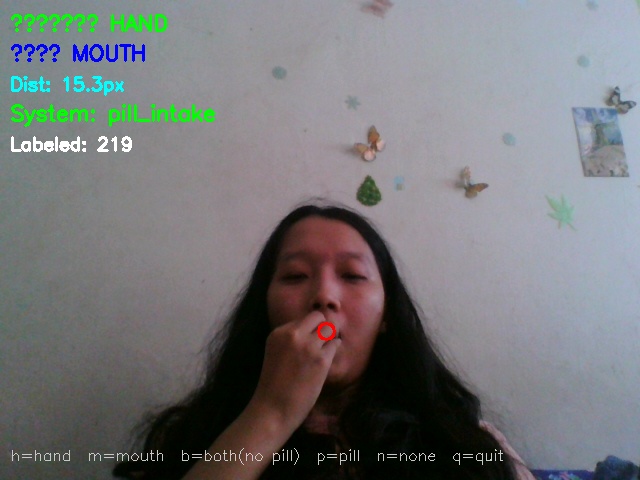 ??????? HAND
???? MOUTH
Dist: 15.3px
System: pill_intake
Labeled: 219
h=hand m=mouth b=both(no pill) p=pill n=none q=quit